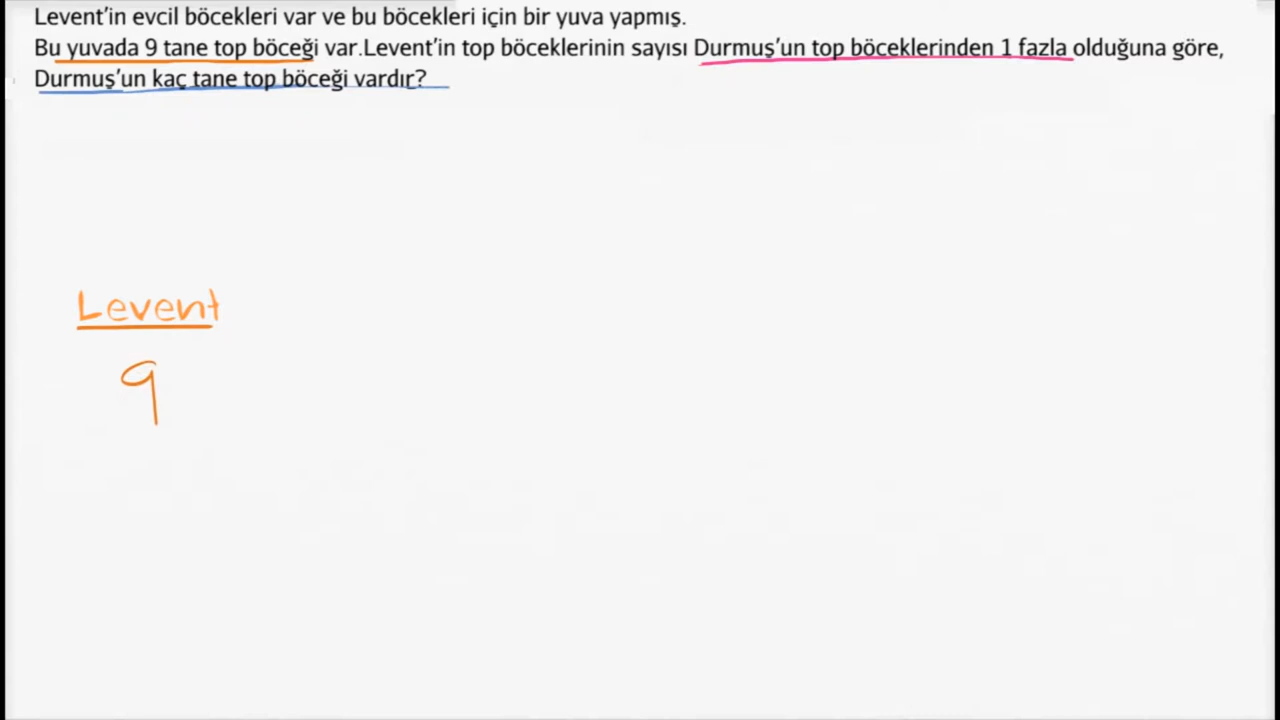 Levent’in evcil böcekleri var ve bu böcekleri için bir yuva yapmış.
Bu yuvada 9 tane top böceği var.Levent’in top böceklerinin sayısı Durmuş’un top böceklerinden 1 fazla olduğuna göre,
Durmuş’un kaç tane top böceği vardır?
Levent
9